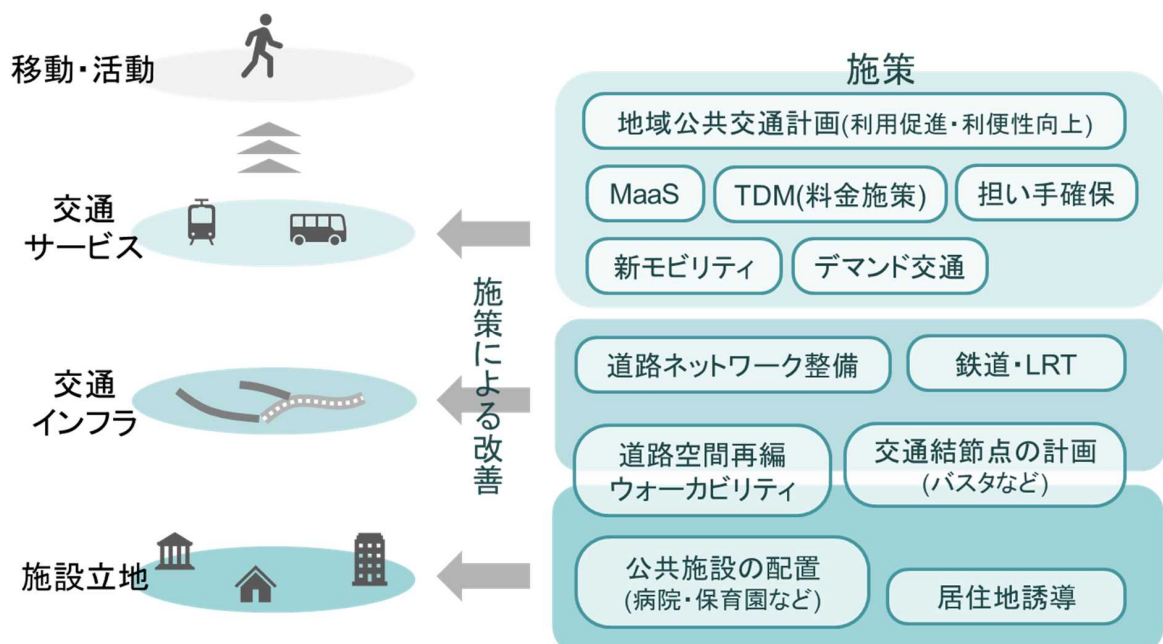 移動・活動
交通
サービス
交通
インフラ
施設立地
施策による改善
施策
地域公共交通計画(利用促進・利便性向上)
MaaS
TDM(料金施策)
担い手確保
新モビリティ
デマンド交通
道路ネットワーク整備
鉄道・LRT
道路空間再編
ウォーカビリティ
交通結節点の計画
(バスタなど)
公共施設の配置
(病院・保育園など)
居住地誘導